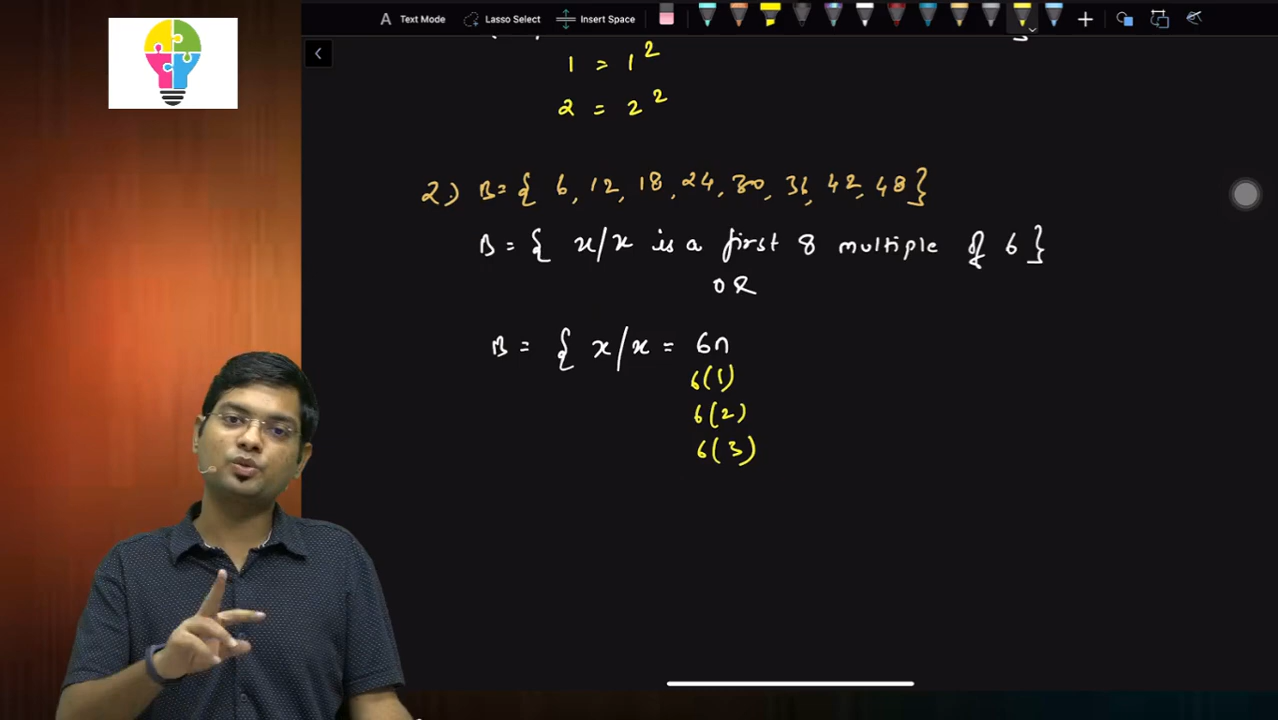 A Text Mode Lasso Select Insert Space
1 = 1²
2 = 2²
2.) B = { 6, 12, 18, 24, 30, 36, 42, 48 }
B = { x/x is a first 8 multiple of 6 }
OR
B = { x/x = 6n
6(1)
6(2)
6(3)